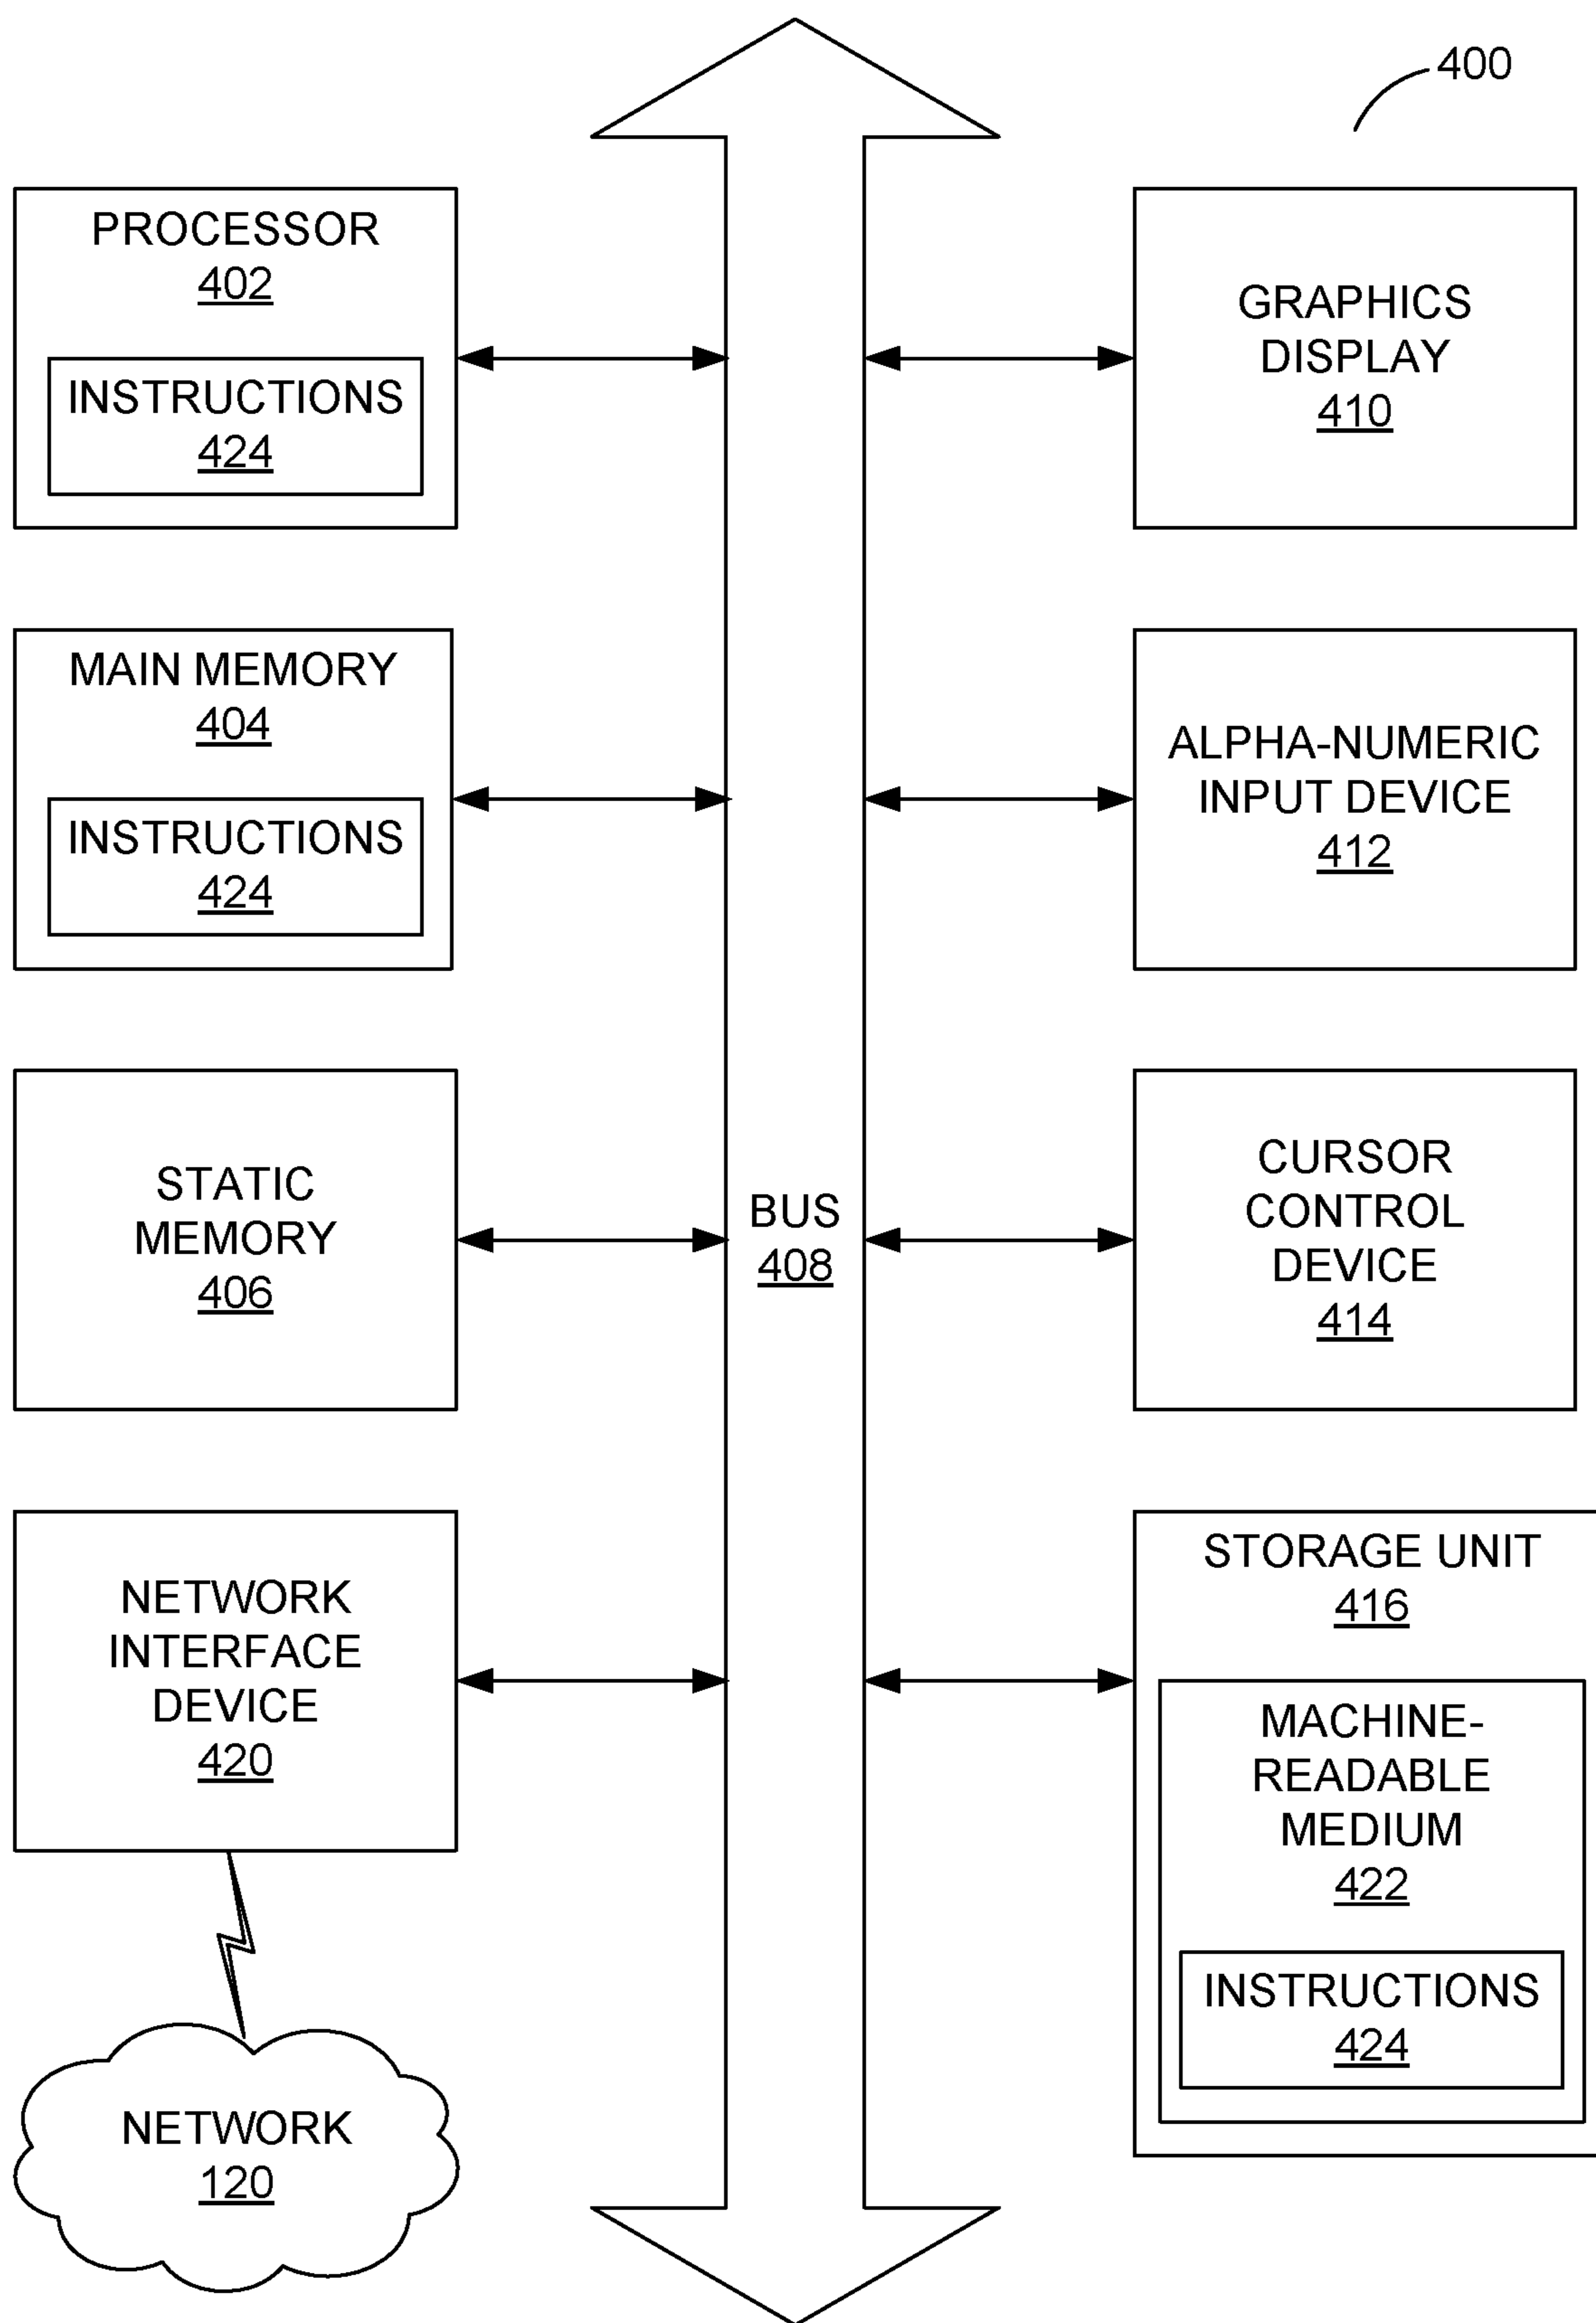 400
PROCESSOR
402
INSTRUCTIONS
424
GRAPHICS
DISPLAY
410
MAIN MEMORY
404
INSTRUCTIONS
424
ALPHA-NUMERIC
INPUT DEVICE
412
STATIC
MEMORY
406
BUS
408
CURSOR
CONTROL
DEVICE
414
NETWORK
INTERFACE
DEVICE
420
STORAGE UNIT
416
MACHINE-
READABLE
MEDIUM
422
INSTRUCTIONS
424
NETWORK
120